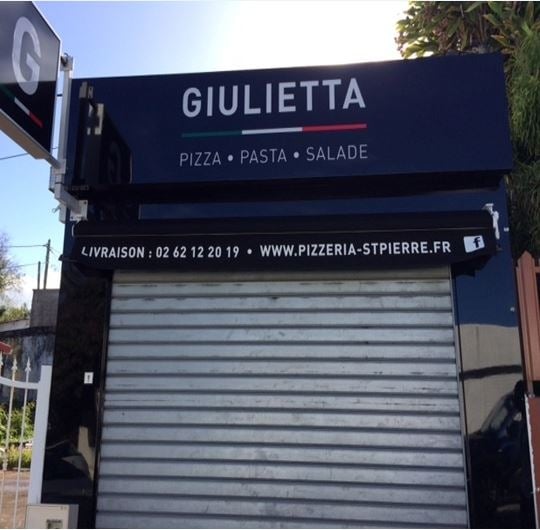 G
GIULIETTA
PIZZA • PASTA • SALADE
LIVRAISON : 02 62 12 20 19 • WWW.PIZZERIA-STPIERRE.FR f